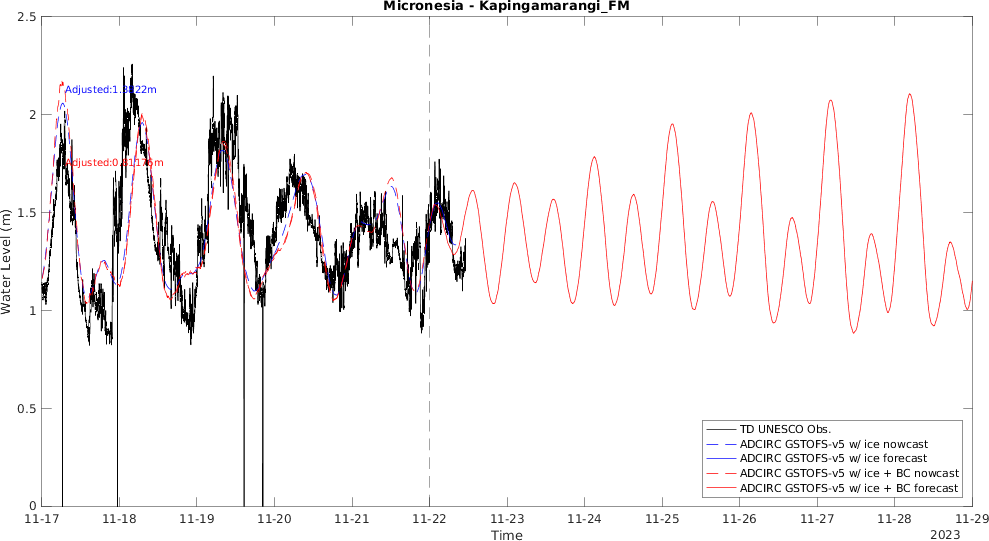 Micronesia - Kapingamarangi_FM
Water Level (m)
2.5
2
1.5
1
0.5
0
Adjusted:1.3822m
m
TD UNESCO Obs.
ADCIRC GSTOFS-v5 w/ ice nowcast
ADCIRC GSTOFS-v5 w/ ice forecast
ADCIRC GSTOFS-v5 w/ ice + BC nowcast
ADCIRC GSTOFS-v5 w/ ice + BC forecast
11-17 11-18 11-19 11-20 11-21 11-22 11-23 11-24 11-25 11-26 11-27 11-28 11-29
Time
2023